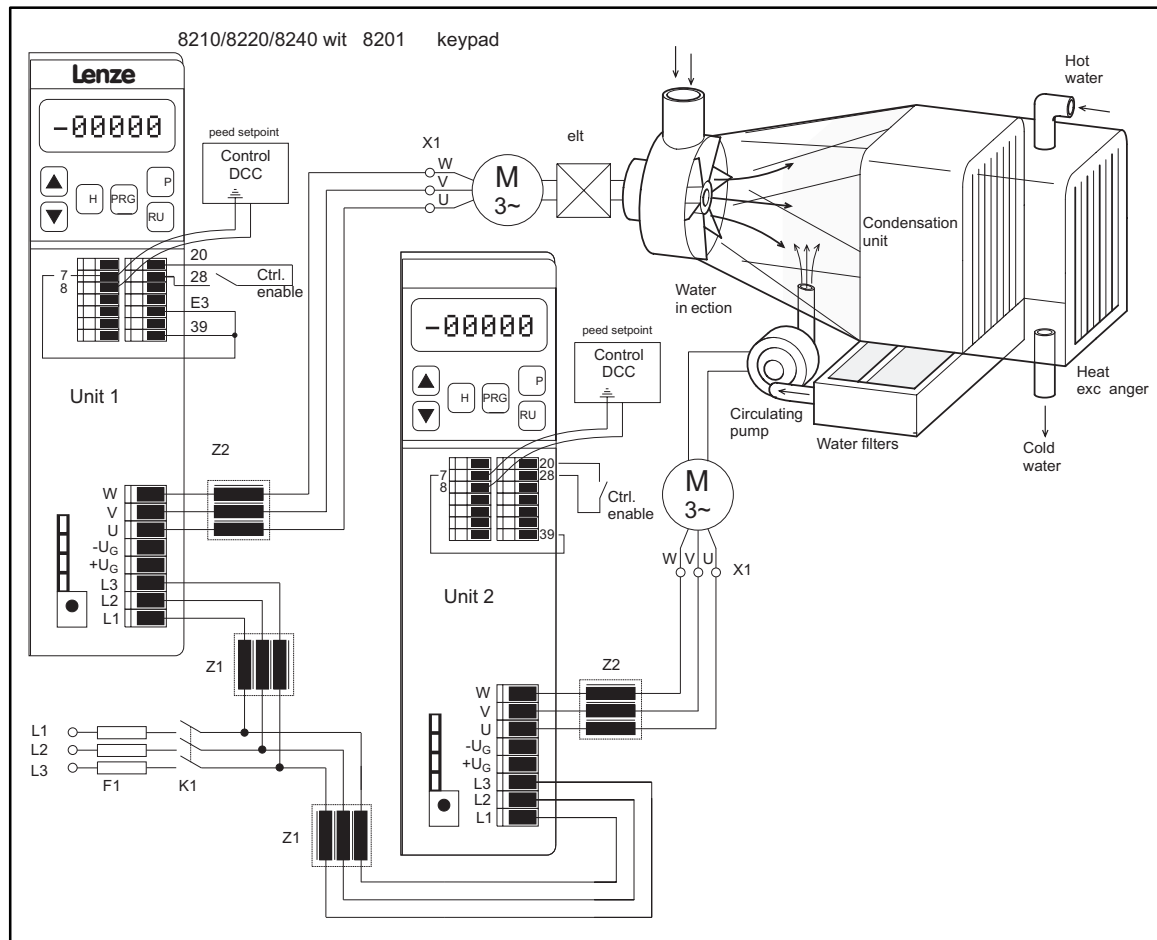 8210/8220/8240 wit 8201 keypad
Lenze
-00000
peed setpoint
Control
DCC
H
PRG
P
RU
7
8
20
28
E3
39
Ctrl.
enable
Unit 1
Z2
W
V
U
-UG
+UG
L3
L2
L1
Z1
L1
L2
L3
F1
K1
Z1
X1
W
V
U
M
3~
elt
Water
in ection
Hot
water
Condensation
unit
Heat
exc anger
Cold
water
Circulating
pump
Water filters
-00000
peed setpoint
Control
DCC
H
PRG
P
RU
7
8
20
28
39
Ctrl.
enable
Unit 2
M
3~
W
V
U
X1
Z2
W
V
U
-UG
+UG
L3
L2
L1